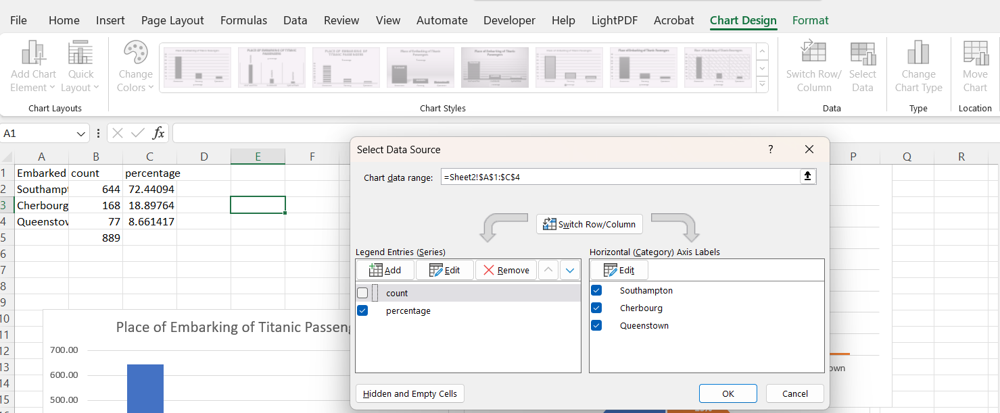 File Home Insert Page Layout Formulas Data Review View Automate Developer Help LightPDF Acrobat Chart Design Format
Add Chart Element
Quick Layout
Change Colors
Switch Row/ Column
Select Data
Change Chart Type
Move Chart
Chart Layouts Chart Styles Data Type Location
A1 fx
Select Data Source ?
A B C D E F P Q R
1 Embarked count percentage
2 Southampt 644 72.44094
3 Cherbourg 168 18.89764
4 Queenstow 77 8.661417
5 889
6
7
8
9
10
11
12
13
14
15
Chart data range: =Sheet2!$A$1:$C$4
Switch Row/Column
Legend Entries (Series) Horizontal (Category) Axis Labels
Add Edit Remove Edit
count Southampton
percentage Cherbourg
Queenstown
Hidden and Empty Cells OK Cancel
Place of Embarking of Titanic Passeng
700.00
600.00
500.00
own